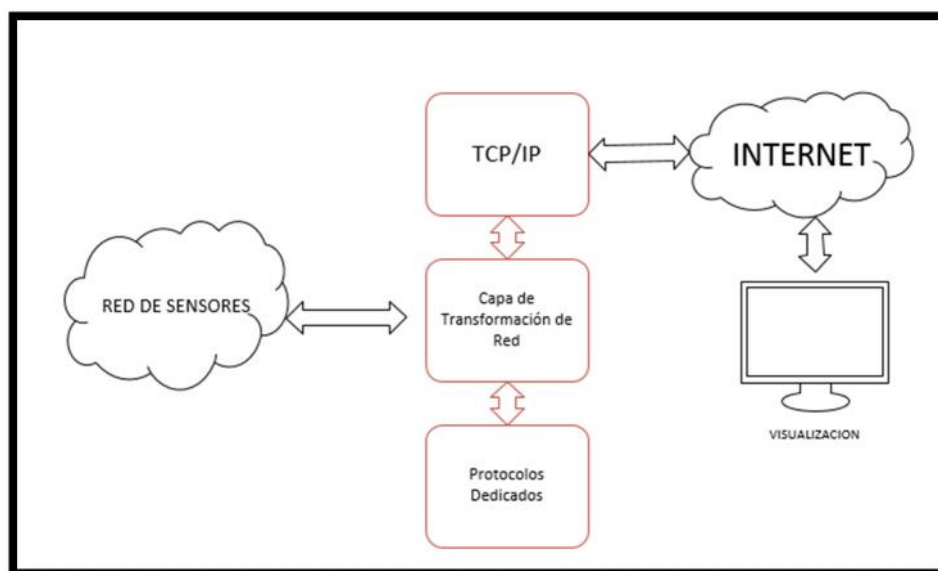 TCP/IP
INTERNET
RED DE SENSORES
Capa de
Transformación de
Red
VISUALIZACION
Protocolos
Dedicados